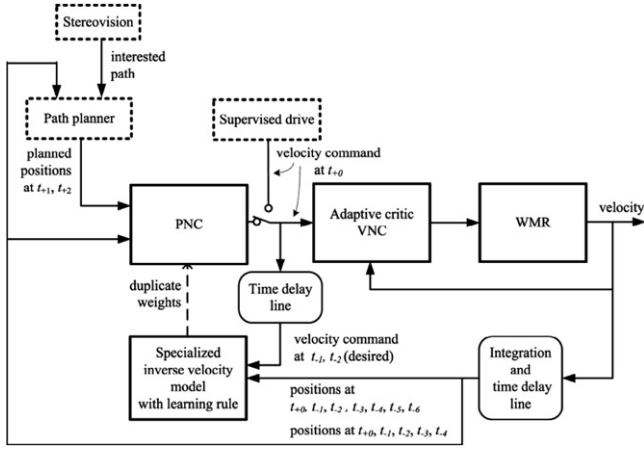 Stereovision
interested
path
Path planner
Supervised drive
planned
positions
at t+1, t+2
velocity command
at t+0
PNC
Adaptive critic
VNC
WMR
velocity
duplicate
weights
Time delay
line
velocity command
at t-1, t-2 (desired)
Specialized
inverse velocity
model
with learning rule
Integration
and
time delay
line
positions at
t+0, t-1, t-2 , t-3, t-4, t-5, t-6
positions at t+0, t-1, t-2, t-3, t-4